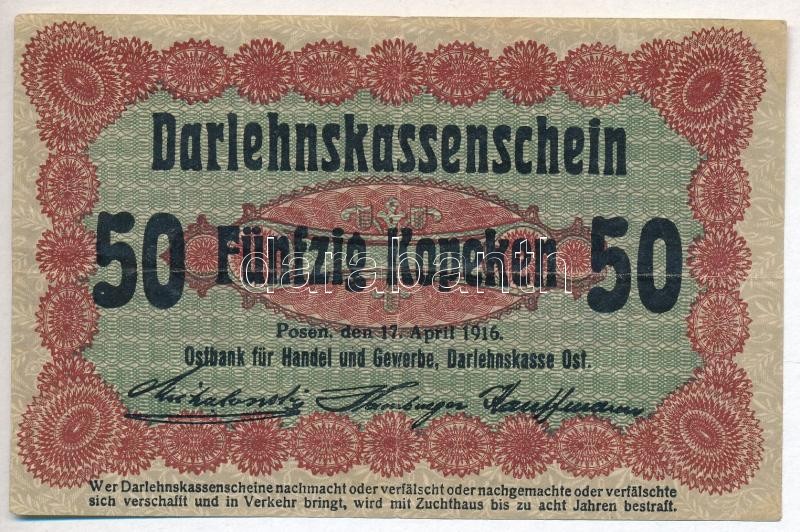 Darlehnskassenschein
50 Fünfzig Kopeken 50
darabanth
Posen, den 17. April 1916.
Ostbank für Handel und Gewerbe, Darlehnskasse Ost.
Kauffmann
Wer Darlehnskassenscheine nachmacht oder verfälscht oder nachgemachte oder verfälschte
sich verschafft und in Verkehr bringt, wird mit Zuchthaus bis zu acht Jahren bestraft.